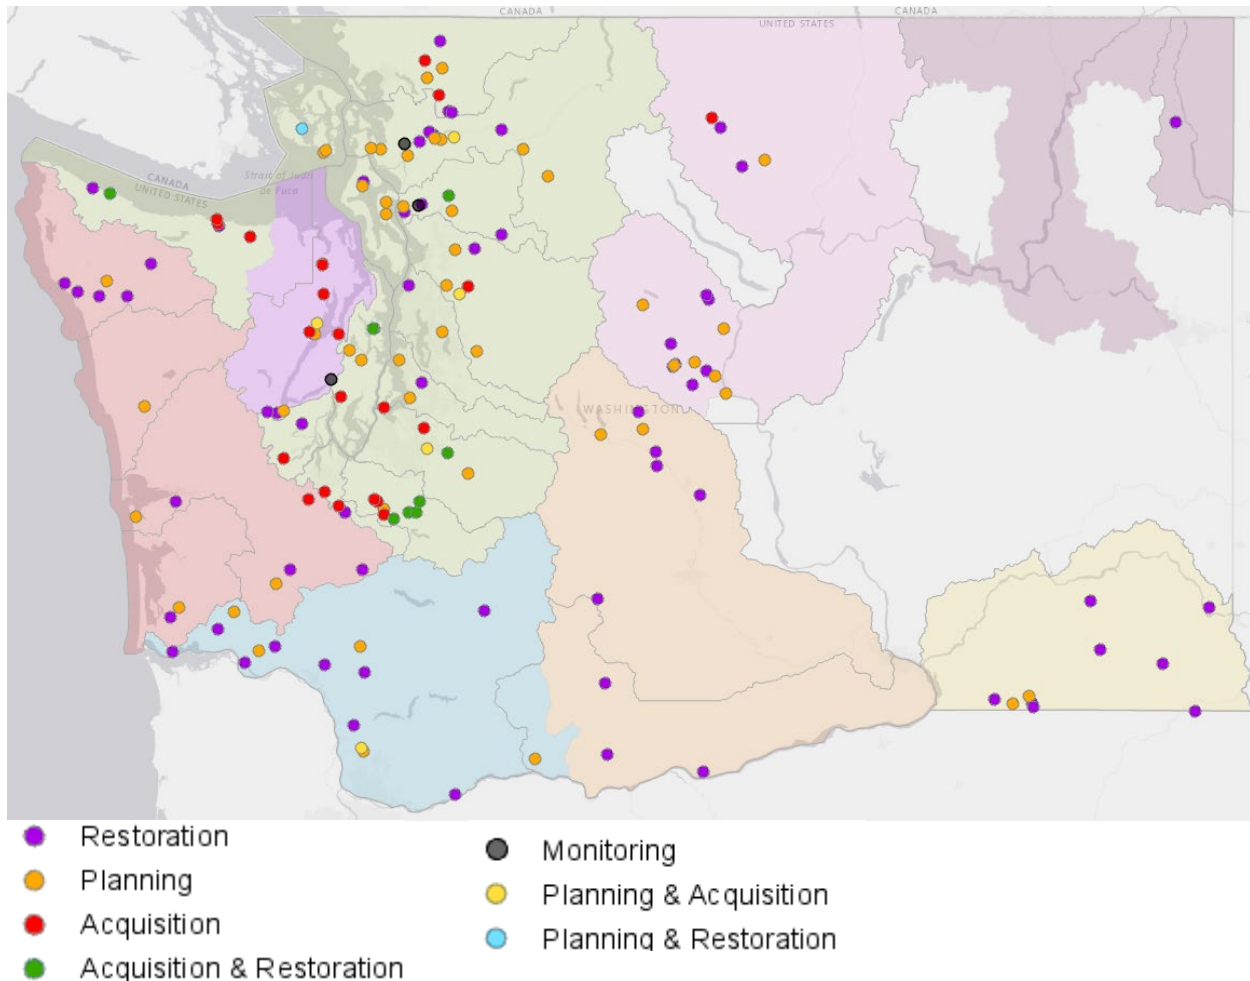 CANADA
CANADA
UNITED STATES
Strait of Juan
de Fuca
CANADA
UNITED STATES
WASHINGTON
Restoration
Planning
Acquisition
Acquisition & Restoration
Monitoring
Planning & Acquisition
Planning & Restoration